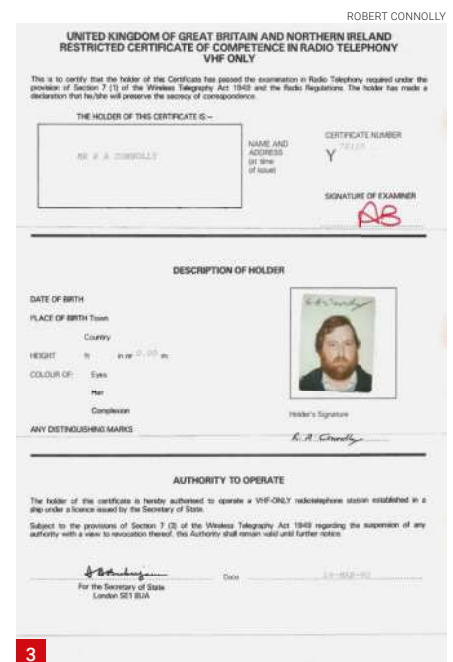 ROBERT CONNOLLY
UNITED KINGDOM OF GREAT BRITAIN AND NORTHERN IRELAND
RESTRICTED CERTIFICATE OF COMPETENCE IN RADIO TELEPHONY
VHF ONLY
This is to certify that the holder of this Certificate has passed the examination in Radio Telephony required under the
provision of Section 7 (1) of the Wireless Telegraphy Act 1949 and the Radio Regulations. The holder has made a
declaration that he/she will preserve the secrecy of correspondence.
THE HOLDER OF THIS CERTIFICATE IS:–
MR R A CONNOLLY
NAME AND
ADDRESS
(at time
of issue)
CERTIFICATE NUMBER
Y
SIGNATURE OF EXAMINER
AB
DESCRIPTION OF HOLDER
DATE OF BIRTH
PLACE OF BIRTH Town
Country
HEIGHT ft in or 0.00 m
COLOUR OF: Eyes
Hair
Complexion
ANY DISTINGUISHING MARKS
Holder's Signature
R. A. Connolly
AUTHORITY TO OPERATE
The holder of this certificate is hereby authorised to operate a VHF-ONLY radiotelephone station established in a
ship under a licence issued by the Secretary of State.
Subject to the provisions of Section 7 (3) of the Wireless Telegraphy Act 1949 regarding the suspension of any
authority with a view to revocation thereof, this Authority shall remain valid until further notice.
For the Secretary of State
London SE1 8UA
Date
3